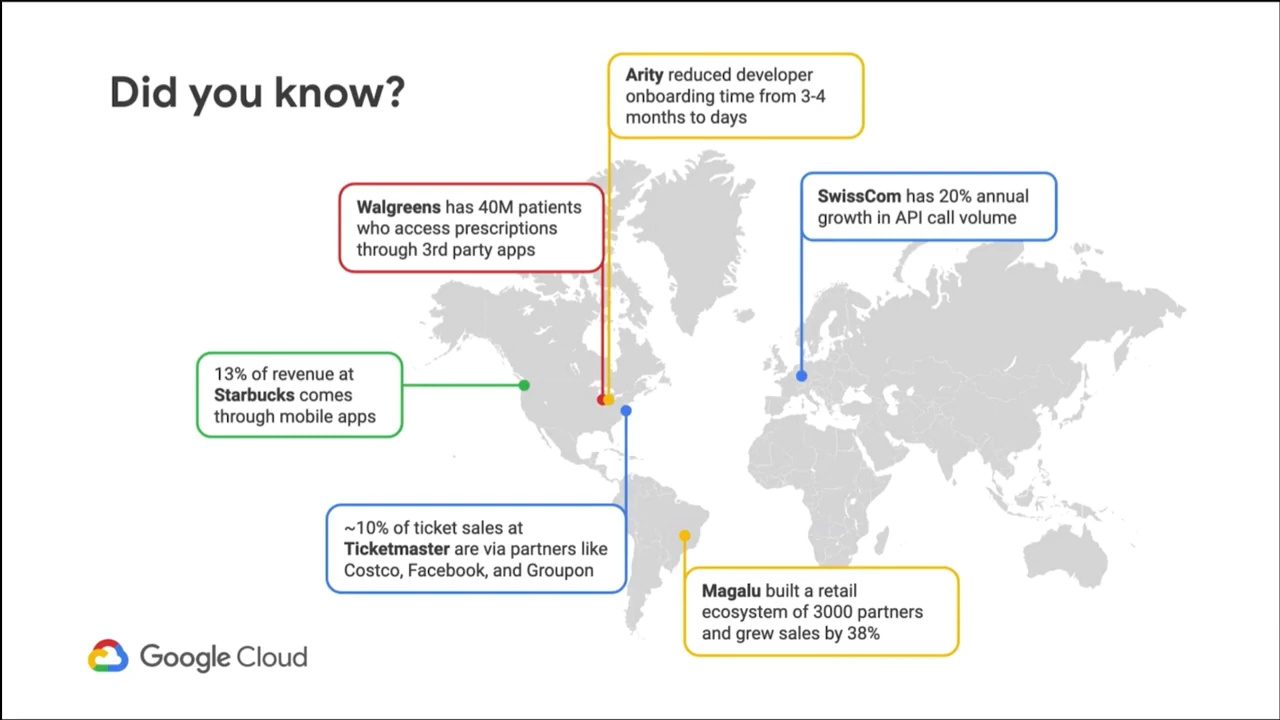 Did you know?
Arity reduced developer
onboarding time from 3-4
months to days
Walgreens has 40M patients
who access prescriptions
through 3rd party apps
SwissCom has 20% annual
growth in API call volume
13% of revenue at
Starbucks comes
through mobile apps
~10% of ticket sales at
Ticketmaster are via partners like
Costco, Facebook, and Groupon
Magalu built a retail
ecosystem of 3000 partners
and grew sales by 38%
Google Cloud